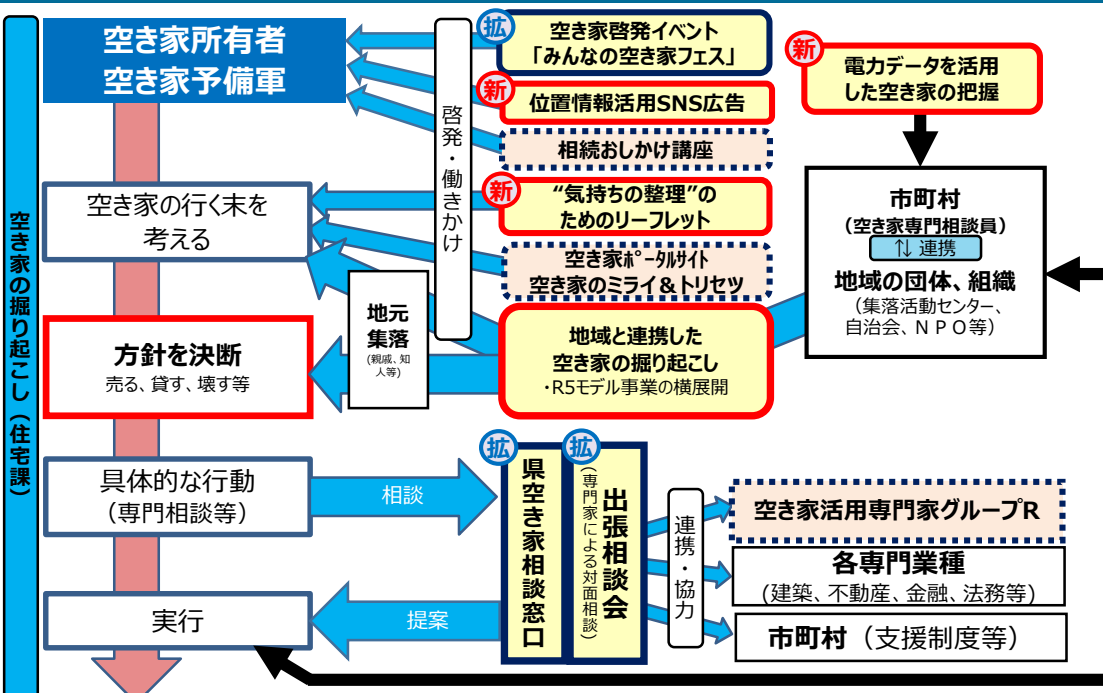 空き家の掘り起こし（住宅課）
空き家所有者
空き家予備軍
空き家の行く末を
考える
方針を決断
売る、貸す、壊す等
具体的な行動
（専門相談等）
実行
啓発・働きかけ
地元
集落
(親戚、知
人等)
拡
空き家啓発イベント
「みんなの空き家フェス」
新
位置情報活用SNS広告
相続おしかけ講座
新
“気持ちの整理”の
ためのリーフレット
空き家ﾎﾟｰﾀﾙサイト
空き家のミライ＆トリセツ
地域と連携した
空き家の掘り起こし
・R5モデル事業の横展開
新
電力データを活用
した空き家の把握
市町村
（空き家専門相談員）
⇅ 連携
地域の団体、組織
（集落活動センター、
自治会、ＮＰＯ等）
相談
提案
拡
県空き家相談窓口
拡
出張相談会
（専門家による対面相談）
連携・協力
空き家活用専門家グループR
各専門業種
（建築、不動産、金融、法務等）
市町村（支援制度等）